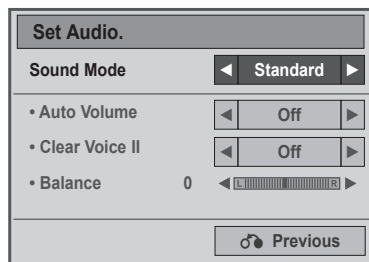 Set Audio.
Sound Mode ◀ Standard ▶
• Auto Volume ◀ Off ▶
• Clear Voice II ◀ Off ▶
• Balance 0 ◀ L R ▶
Previous